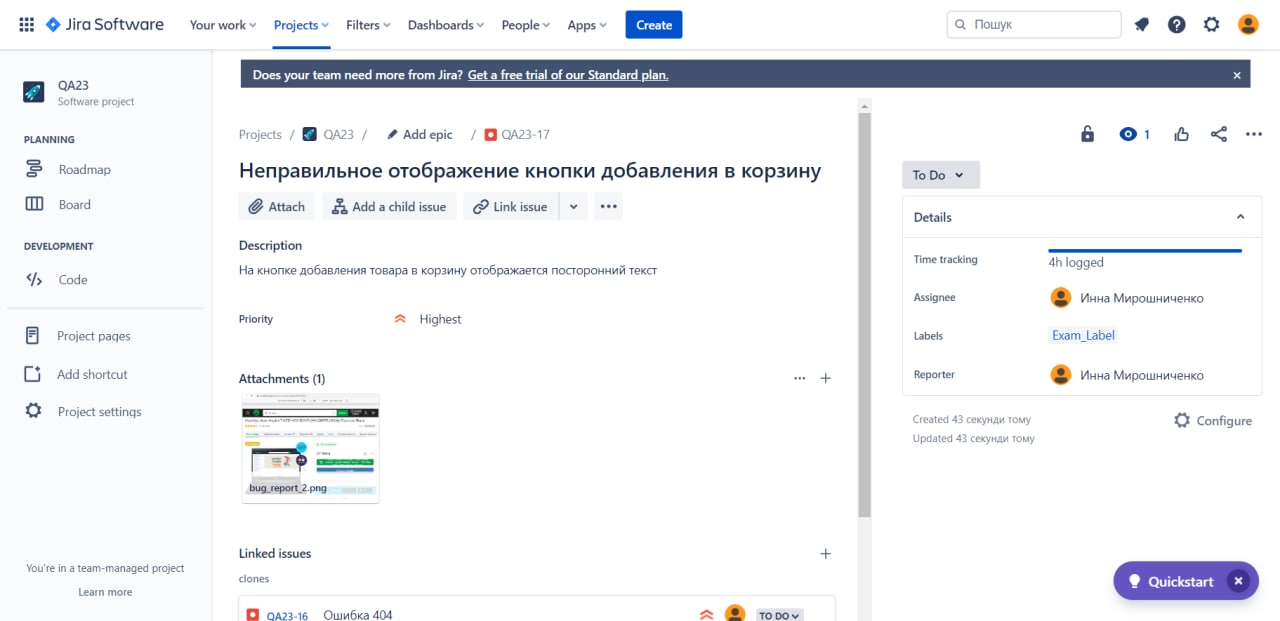 Jira Software Your work Projects Filters Dashboards People Apps Create Пошук
QA23
Software project
PLANNING
Roadmap
Board
DEVELOPMENT
Code
Project pages
Add shortcut
Project settings
You're in a team-managed project
Learn more
Does your team need more from Jira? Get a free trial of our Standard plan.
Projects / QA23 / Add epic / QA23-17
Неправильное отображение кнопки добавления в корзину
Attach Add a child issue Link issue
Description
На кнопке добавления товара в корзину отображается посторонний текст
Priority Highest
Attachments (1)
bug_report_2.png
Linked issues
clones
QA23-16 Ошибка 404 TO DO
1
To Do
Details
Time tracking
4h logged
Assignee Инна Мирошниченко
Labels Exam_Label
Reporter Инна Мирошниченко
Created 43 секунди тому
Updated 43 секунди тому
Configure
Quickstart